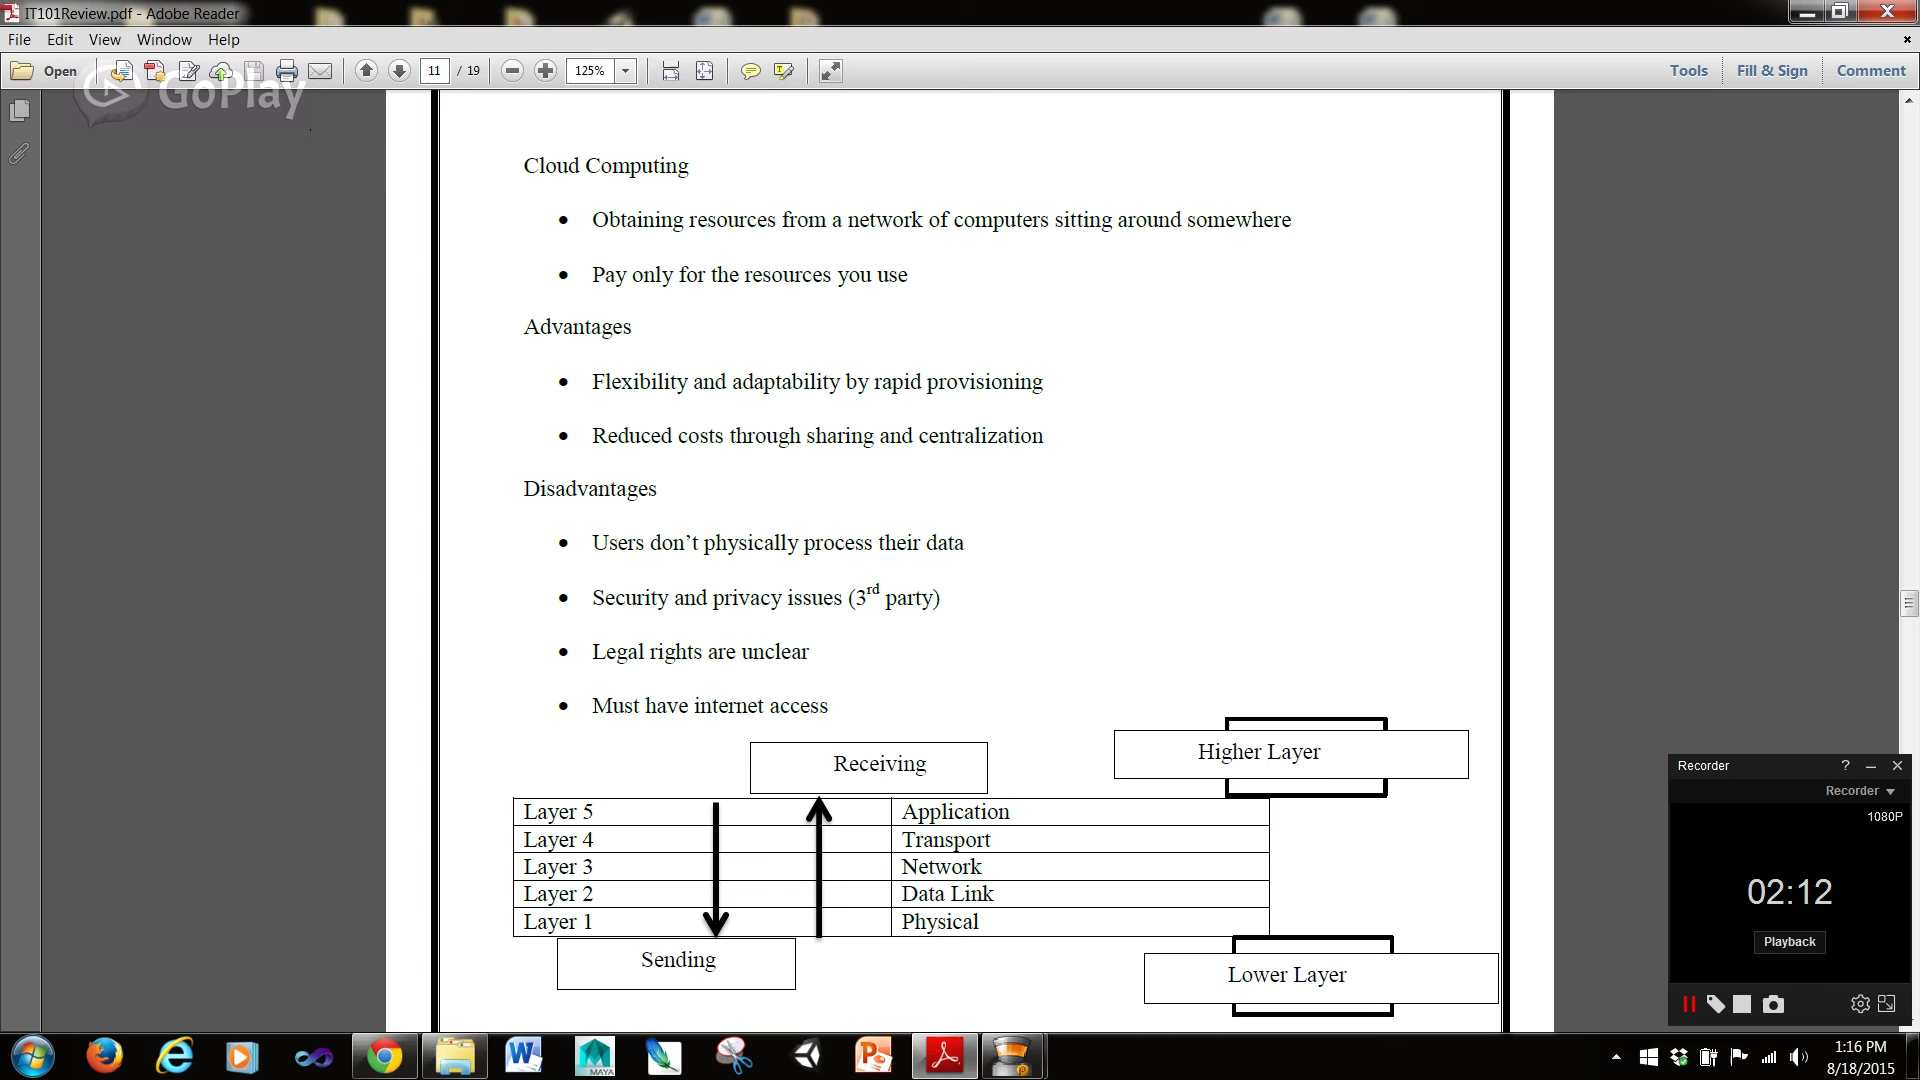 IT101Review.pdf - Adobe Reader
File Edit View Window Help
Open 11 / 19 125% Tools Fill & Sign Comment
GoPlay
Cloud Computing
• Obtaining resources from a network of computers sitting around somewhere
• Pay only for the resources you use
Advantages
• Flexibility and adaptability by rapid provisioning
• Reduced costs through sharing and centralization
Disadvantages
• Users don’t physically process their data
• Security and privacy issues (3rd party)
• Legal rights are unclear
• Must have internet access
Receiving
Higher Layer
Layer 5 Application
Layer 4 Transport
Layer 3 Network
Layer 2 Data Link
Layer 1 Physical
Sending
Lower Layer
Recorder ?
Recorder
1080P
02:12
Playback
MAYA
1:16 PM
8/18/2015